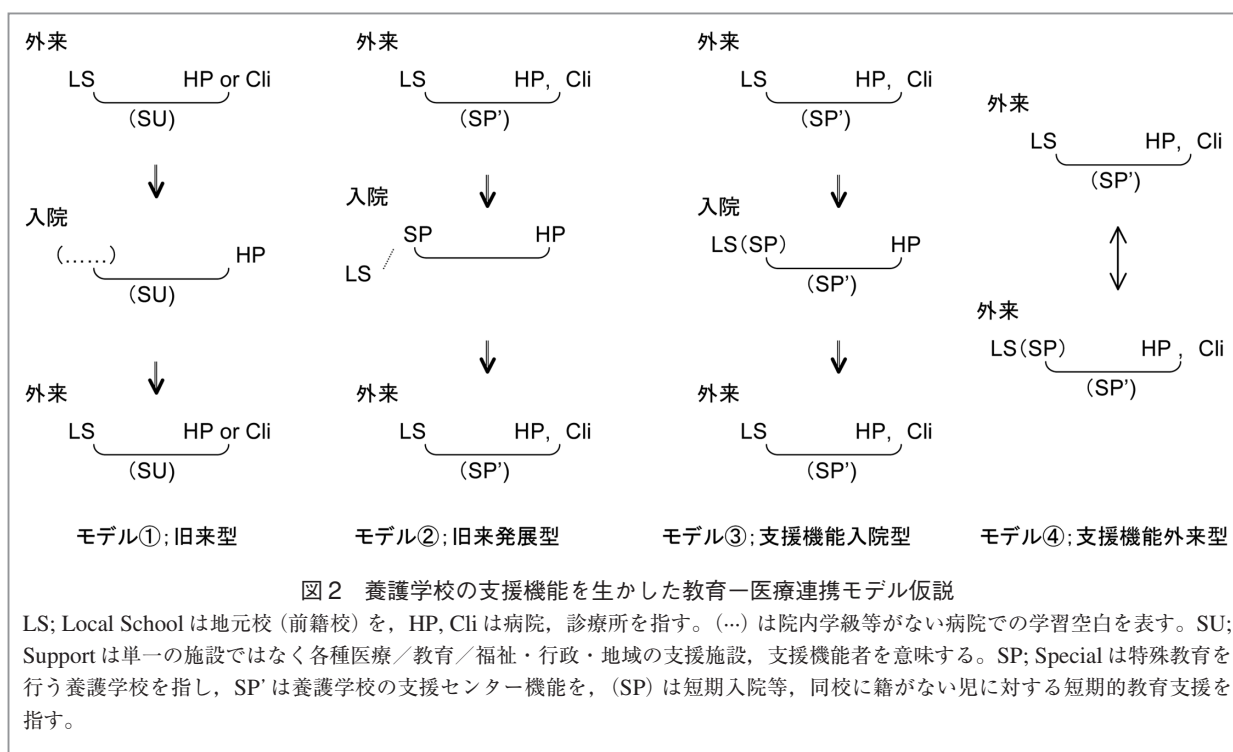 外来
LS HP or Cli
(SU)
入院
(……) HP
(SU)
外来
LS HP or Cli
(SU)
モデル①；旧来型
外来
LS HP, Cli
(SP’)
入院
SP HP
LS
外来
LS HP, Cli
(SP’)
モデル②；旧来発展型
外来
LS HP, Cli
(SP’)
入院
LS(SP) HP
(SP’)
外来
LS HP, Cli
(SP’)
モデル③；支援機能入院型
外来
LS HP, Cli
(SP’)
外来
LS(SP) HP, Cli
(SP’)
モデル④；支援機能外来型
図２　養護学校の支援機能を生かした教育ー医療連携モデル仮説
LS; Local School は地元校（前籍校）を，HP, Cli は病院，診療所を指す。(…) は院内学級等がない病院での学習空白を表す。SU;
Support は単一の施設ではなく各種医療／教育／福祉・行政・地域の支援施設，支援機能者を意味する。SP; Special は特殊教育を
行う養護学校を指し，SP’ は養護学校の支援センター機能を，（SP）は短期入院等，同校に籍がない児に対する短期的教育支援を
指す。